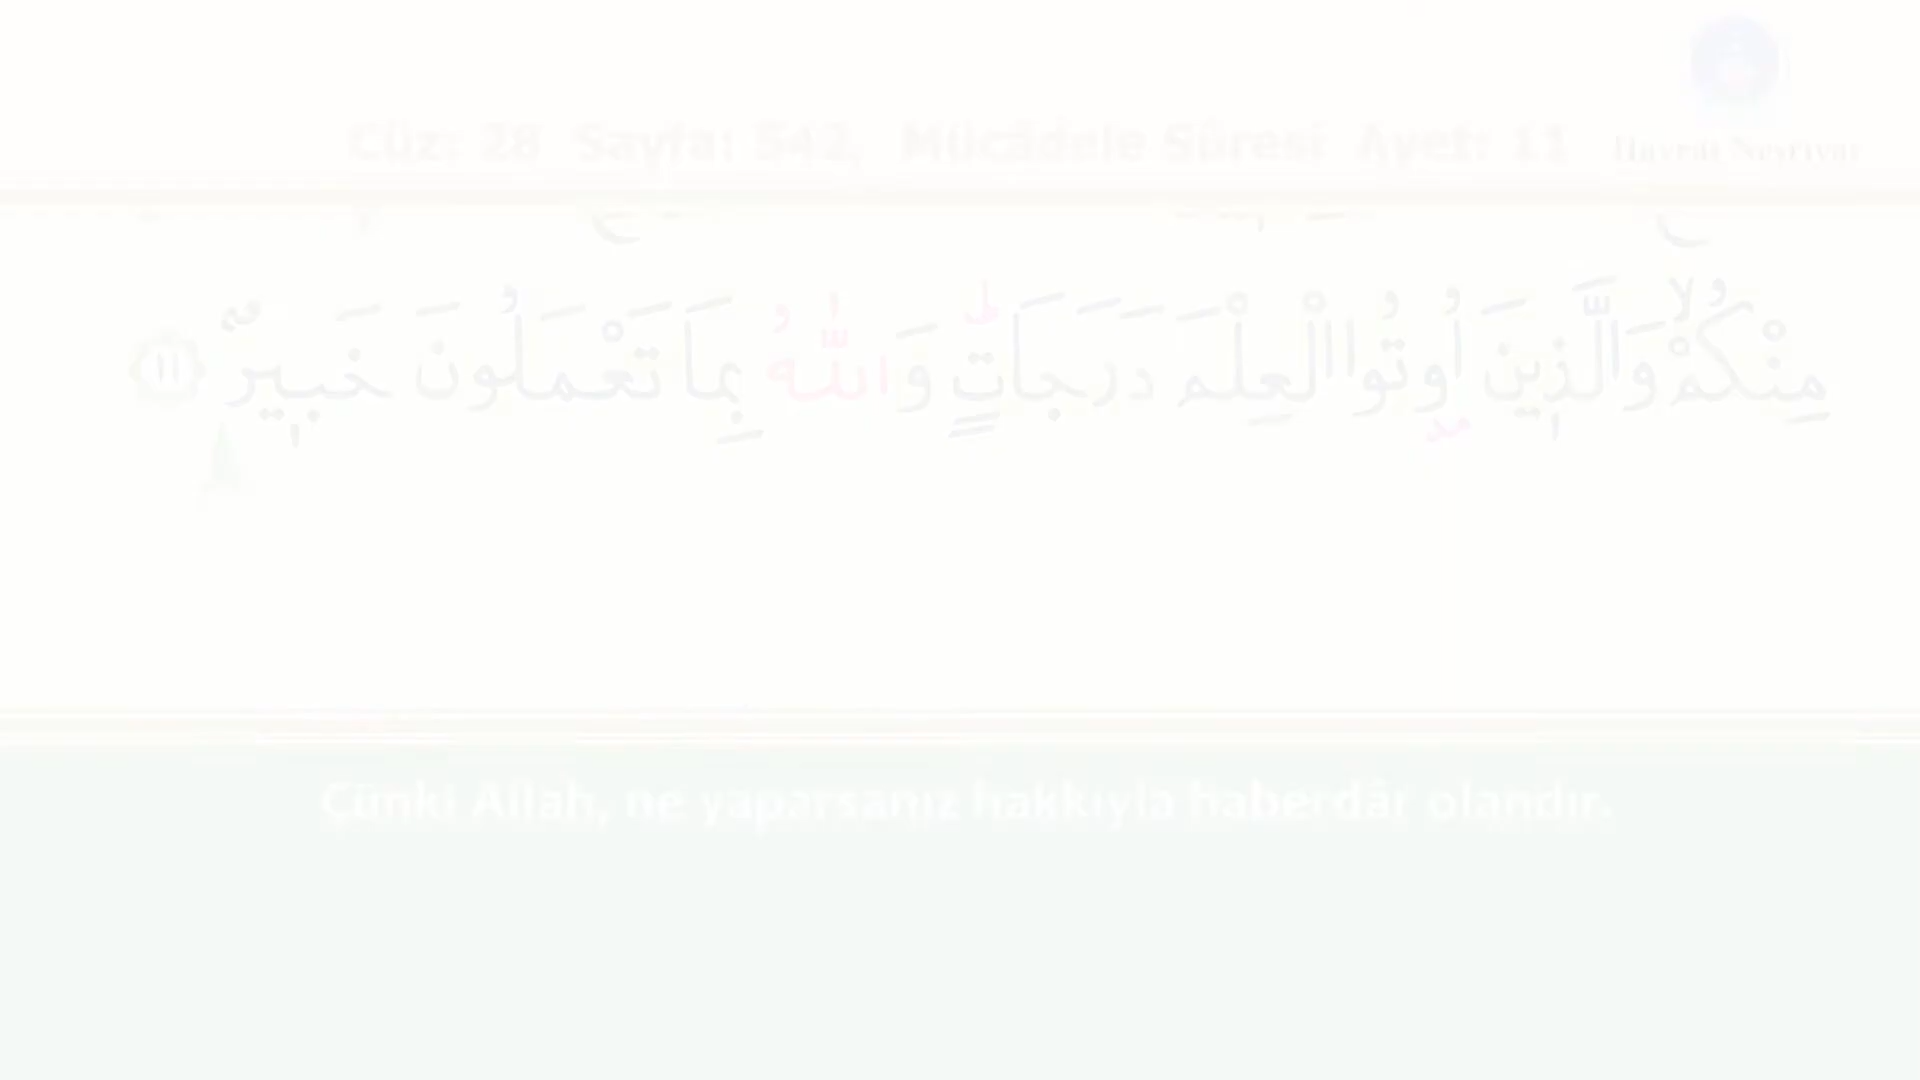 Cüz: 28 Sayfa: 542, Mücâdele Sûresi Ayet: 11
Hayrat Neşriyat
مِنْكُمْۙ وَالَّذ۪ينَ اُو۫تُوا الْعِلْمَ دَرَجَاتٍۜ وَاللّٰهُ بِمَا تَعْمَلُونَ خَب۪يرٌ ﴿١١﴾
Çünki Allah, ne yaparsanız hakkıyla haberdâr olandır.